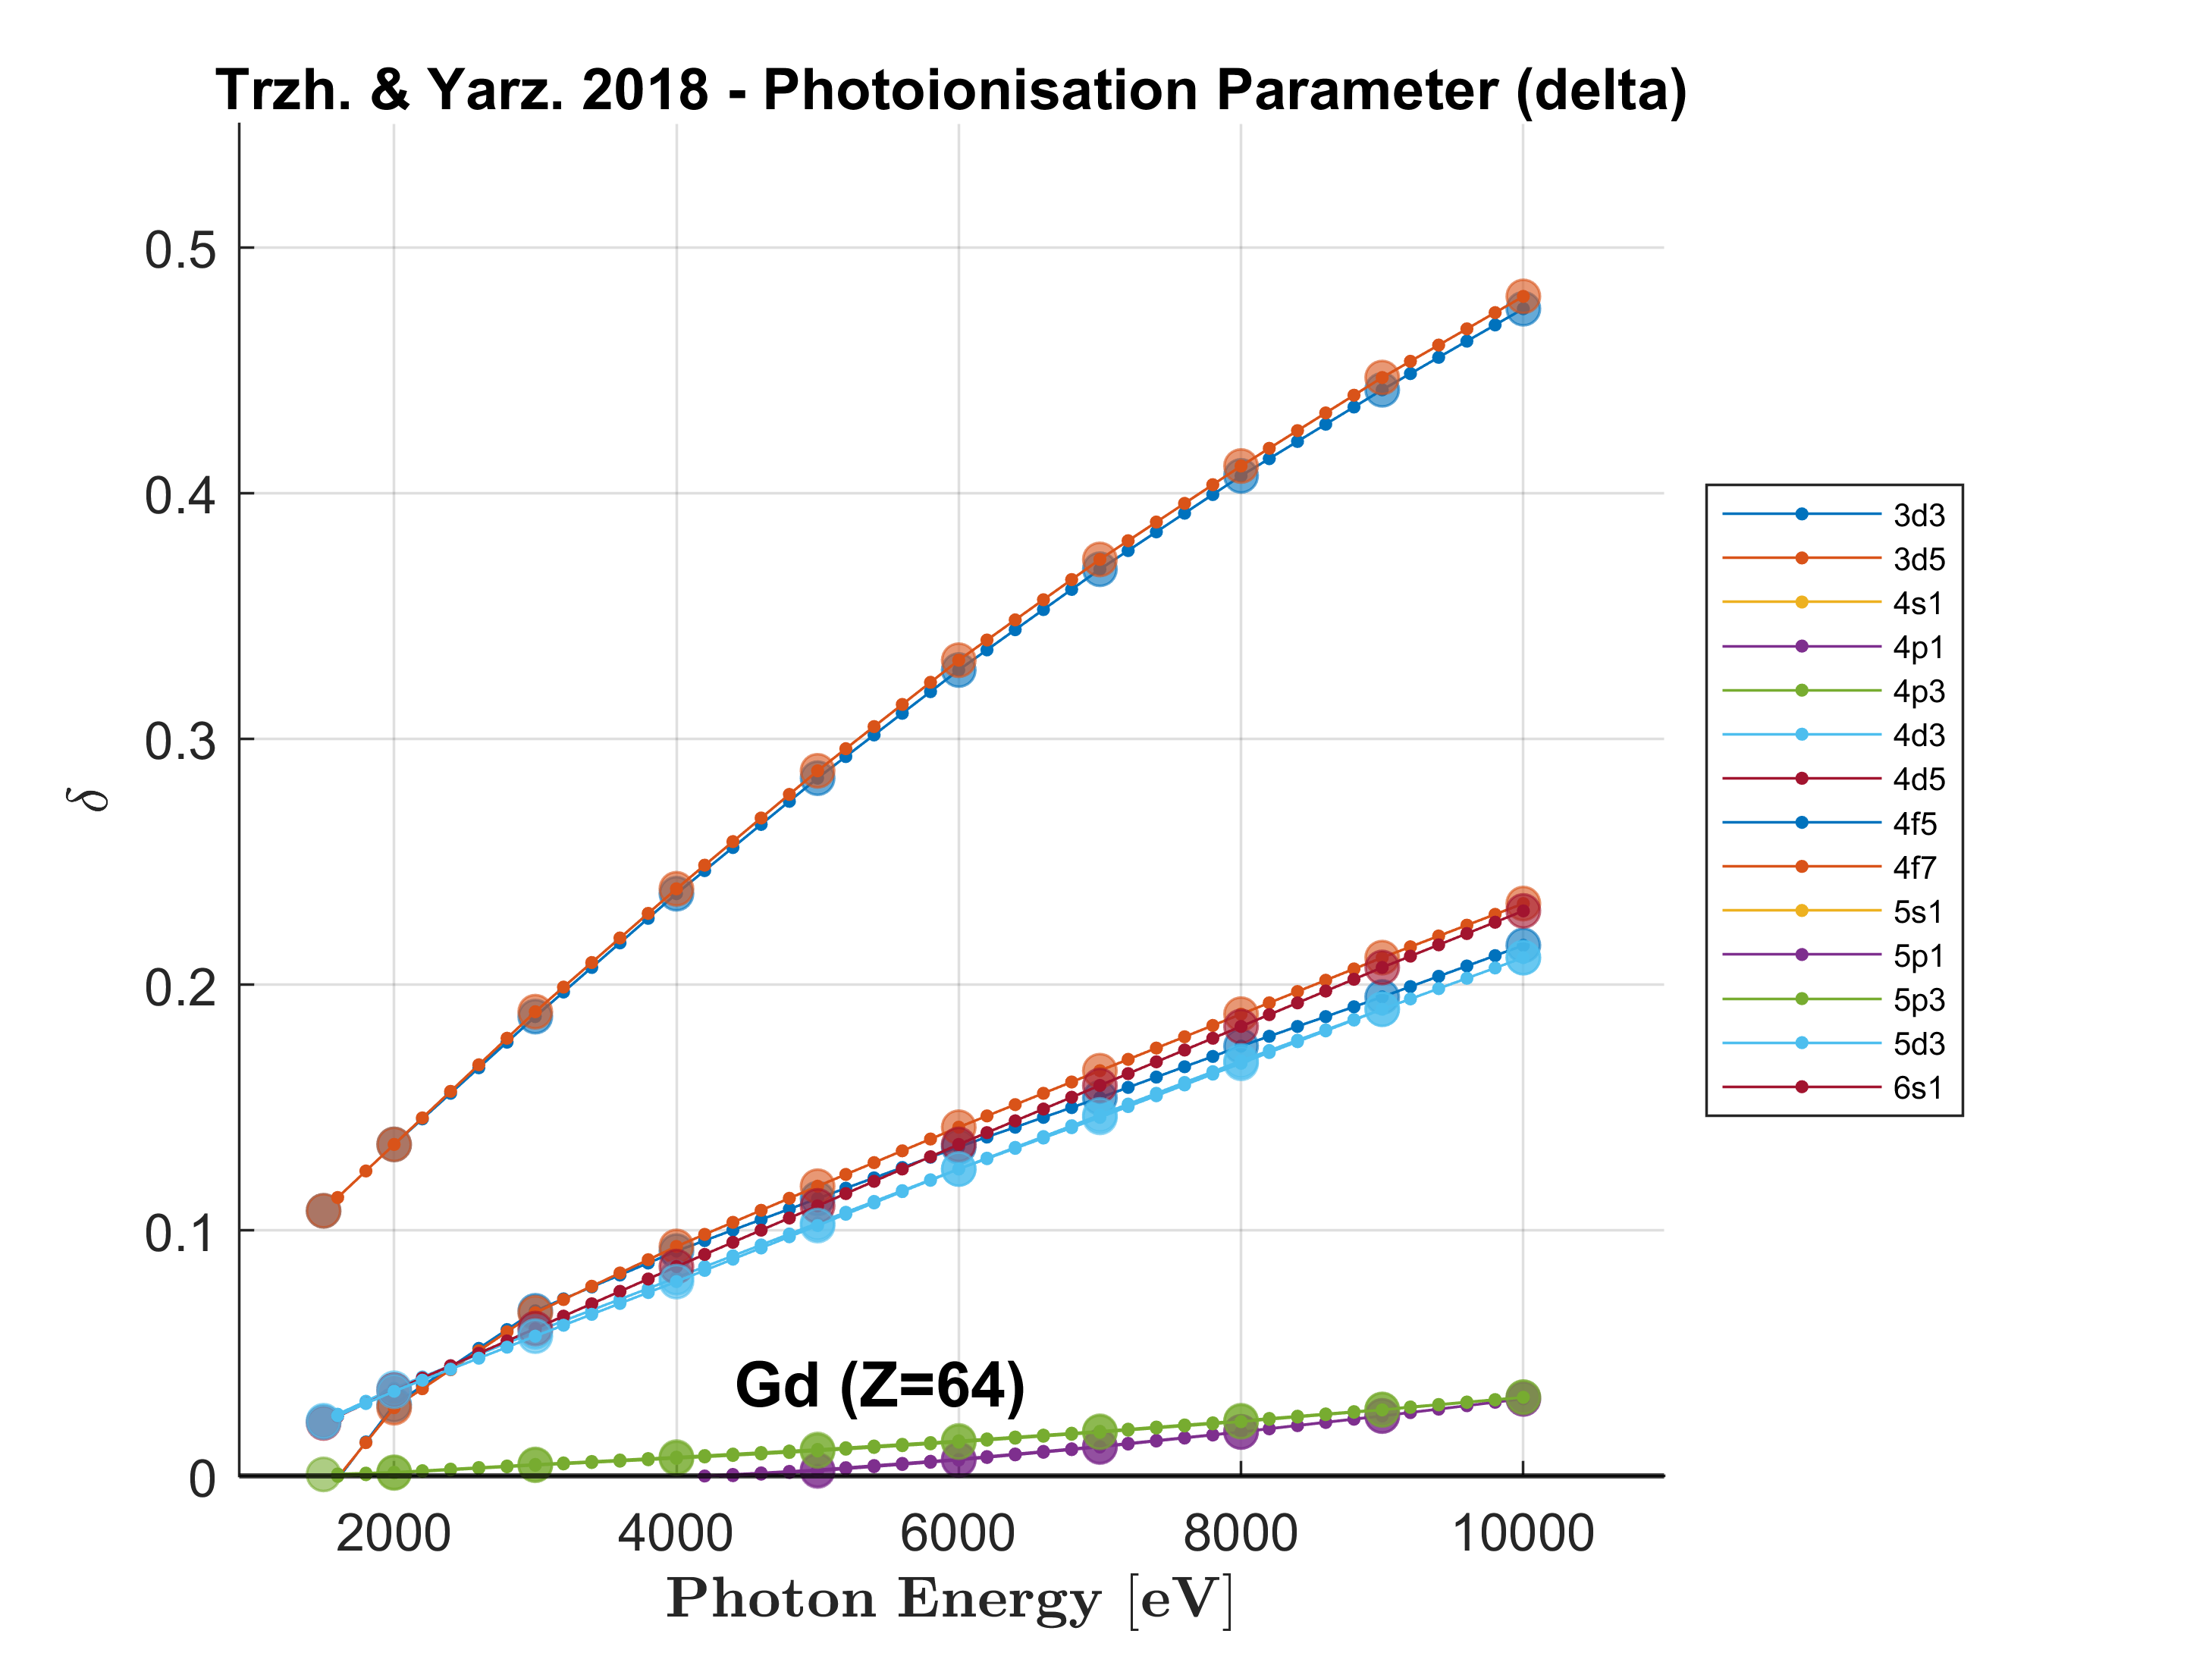 Trzh. & Yarz. 2018 - Photoionisation Parameter (delta)
0.5
0.4
0.3
0.2
0.1
0
δ
2000 4000 6000 8000 10000
Photon Energy [eV]
Gd (Z=64)
3d3
3d5
4s1
4p1
4p3
4d3
4d5
4f5
4f7
5s1
5p1
5p3
5d3
6s1